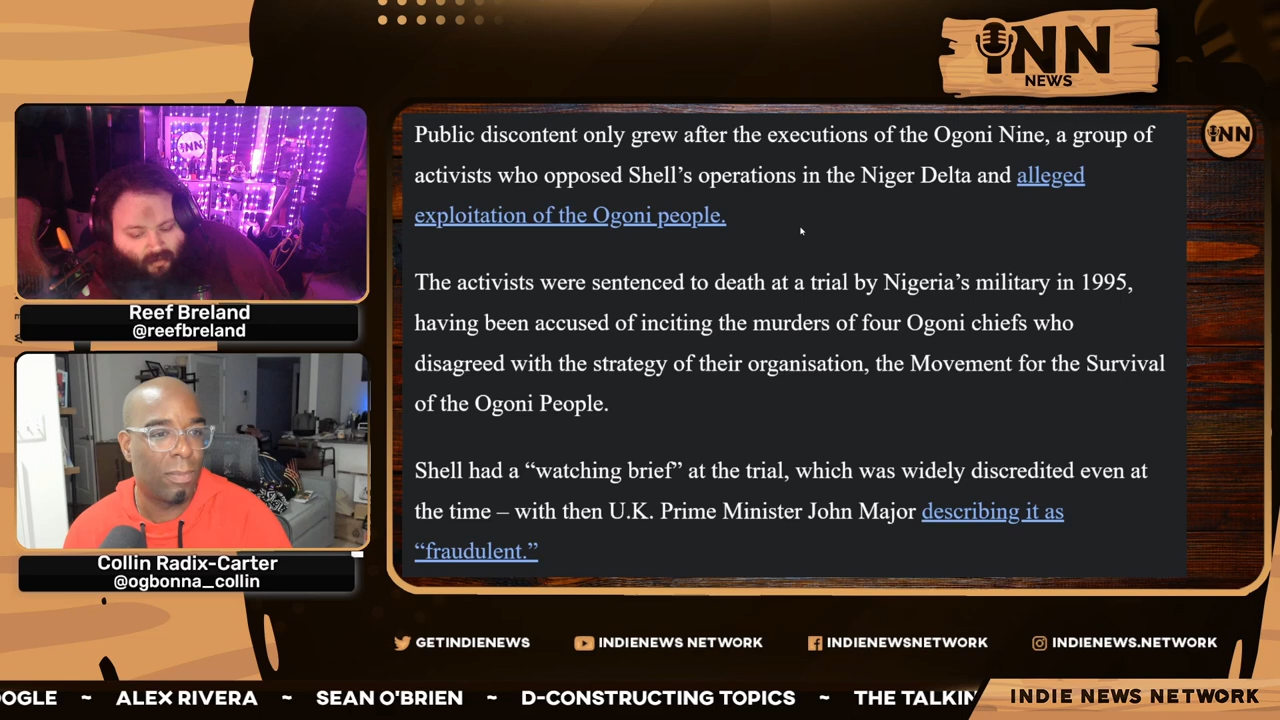 iNN
NEWS
iNN
Public discontent only grew after the executions of the Ogoni Nine, a group of
activists who opposed Shell’s operations in the Niger Delta and alleged
exploitation of the Ogoni people.
The activists were sentenced to death at a trial by Nigeria’s military in 1995,
having been accused of inciting the murders of four Ogoni chiefs who
disagreed with the strategy of their organisation, the Movement for the Survival
of the Ogoni People.
Shell had a “watching brief” at the trial, which was widely discredited even at
the time – with then U.K. Prime Minister John Major describing it as
“fraudulent.”
iNN
Reef Breland
@reefbreland
Collin Radix-Carter
@ogbonna_collin
GETINDIENEWS
INDIENEWS NETWORK
INDIENEWSNETWORK
INDIENEWS.NETWORK
OOGLE ~ ALEX RIVERA ~ SEAN O'BRIEN ~ D-CONSTRUCTING TOPICS ~ THE TALKIN
INDIE NEWS NETWORK